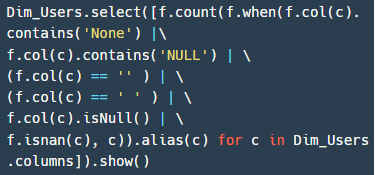 Dim_Users.select([f.count(f.when(f.col(c).
contains('None') |\
f.col(c).contains('NULL') | \
(f.col(c) == '' ) | \
(f.col(c) == ' ' ) | \
f.col(c).isNull() | \
f.isnan(c), c)).alias(c) for c in Dim_Users
.columns]).show()